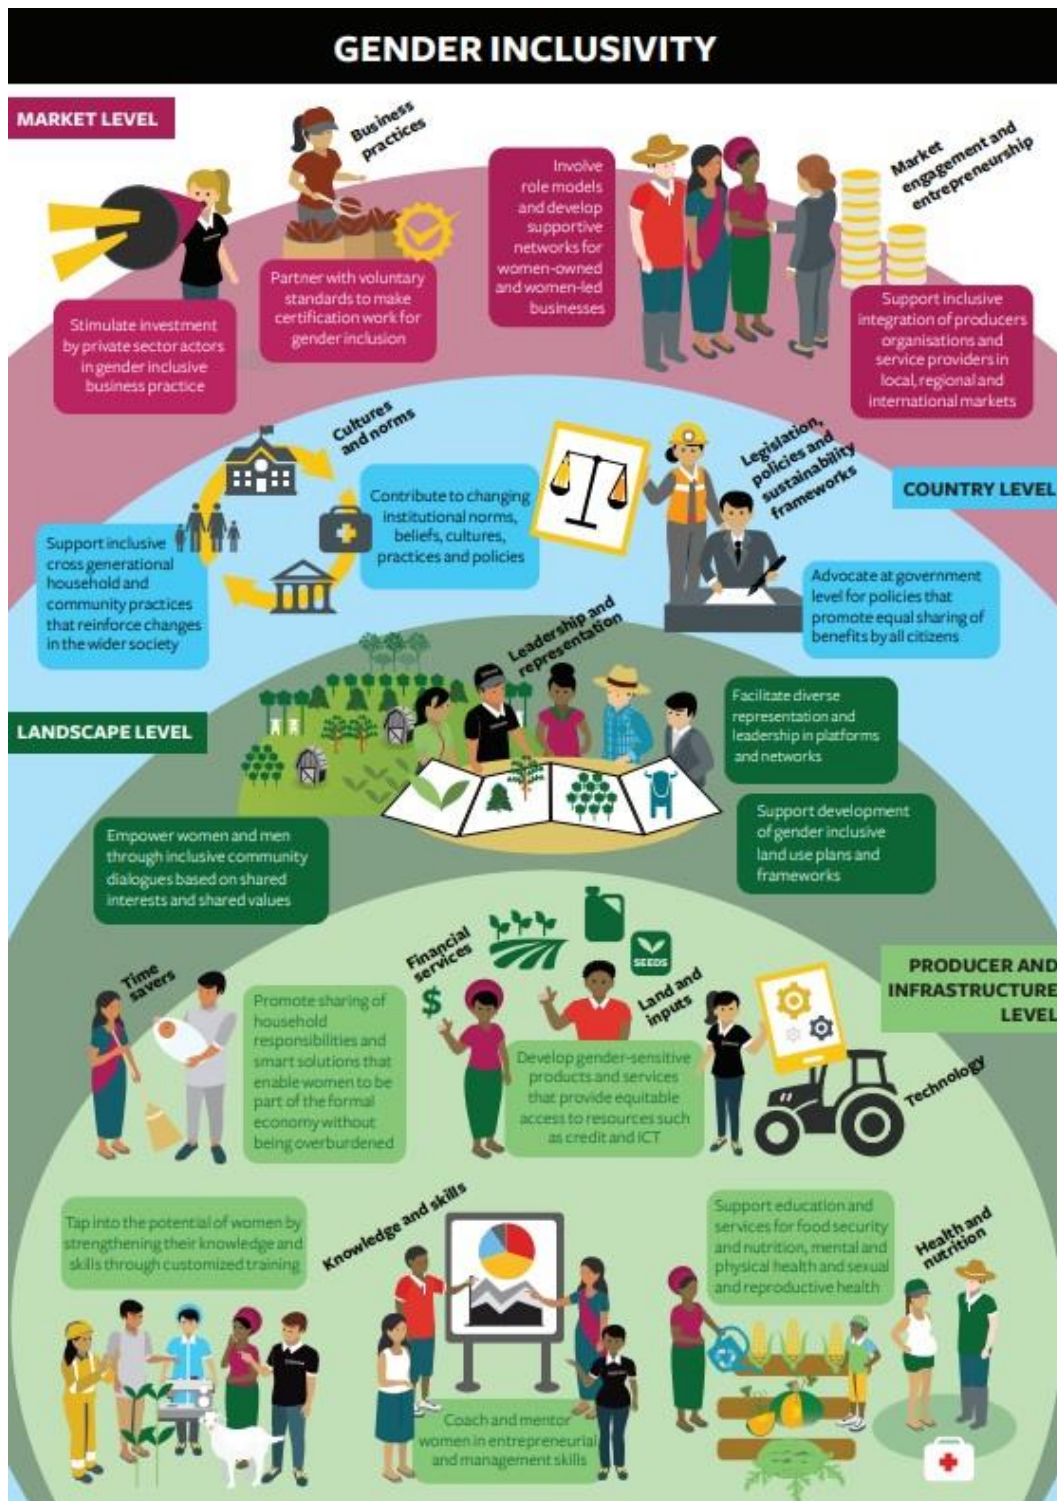 GENDER INCLUSIVITY
MARKET LEVEL
Business
practices
Market
engagement and
entrepreneurship
Involve
role models
and develop
supportive
networks for
women-owned
and women-led
businesses
Partner with voluntary
standards to make
certification work for
gender inclusion
Stimulate investment
by private sector actors
in gender inclusive
business practice
Support inclusive
integration of producers
organisations and
service providers in
local, regional and
international markets
Cultures
and norms
Legislation,
policies and
sustainability
frameworks
COUNTRY LEVEL
Contribute to changing
institutional norms,
beliefs, cultures,
practices and policies
Support inclusive
cross generational
household and
community practices
that reinforce changes
in the wider society
Advocate at government
level for policies that
promote equal sharing of
benefits by all citizens
Leadership and
representation
LANDSCAPE LEVEL
Facilitate diverse
representation and
leadership in platforms
and networks
Support development
of gender inclusive
land use plans and
frameworks
Empower women and men
through inclusive community
dialogues based on shared
interests and shared values
PRODUCER AND
INFRASTRUCTURE
LEVEL
Time
savers
Financial
services
$
SEEDS
Land and
inputs
Technology
Promote sharing of
household
responsibilities and
smart solutions that
enable women to be
part of the formal
economy without
being overburdened
Develop gender-sensitive
products and services
that provide equitable
access to resources such
as credit and ICT
Tap into the potential of women by
strengthening their knowledge and
skills through customized training
Knowledge and skills
Support education and
services for food security
and nutrition, mental and
physical health and sexual
and reproductive health
Health and
nutrition
Coach and mentor
women in entrepreneurial
and management skills